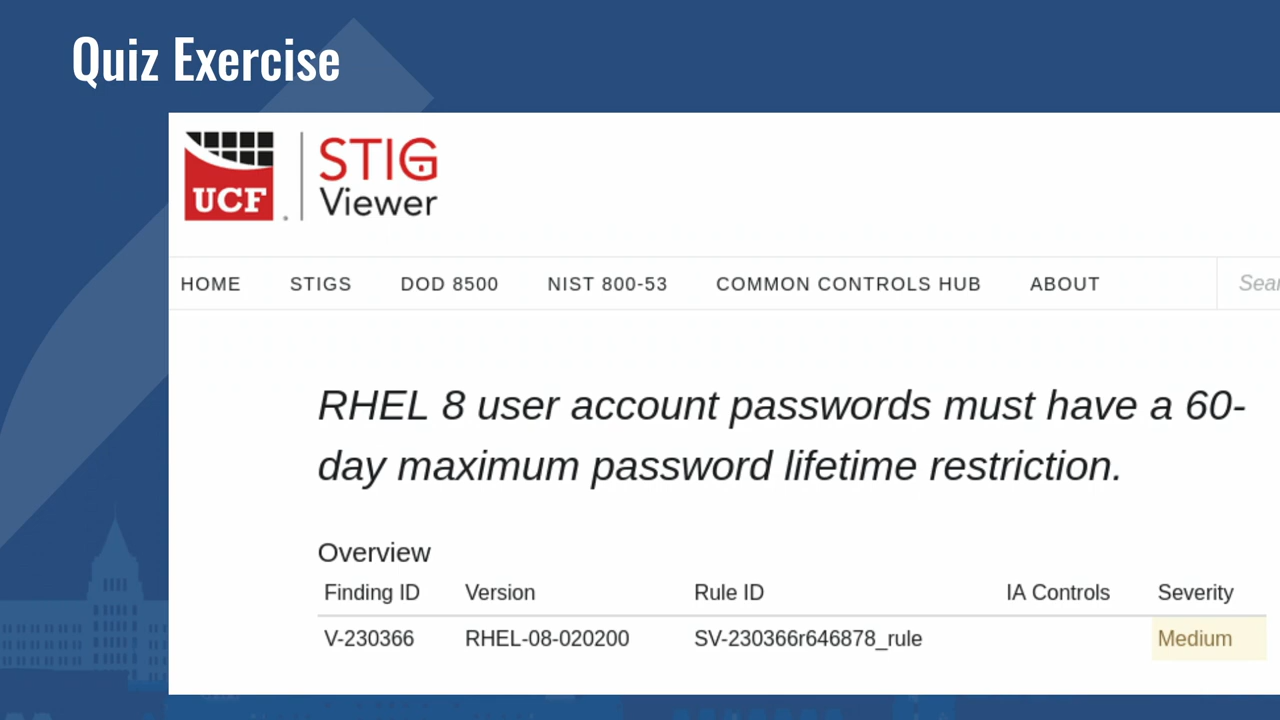 Quiz Exercise
UCF
STIG
Viewer
HOME STIGS DOD 8500 NIST 800-53 COMMON CONTROLS HUB ABOUT
RHEL 8 user account passwords must have a 60-
day maximum password lifetime restriction.
Overview
Finding ID Version Rule ID IA Controls Severity
V-230366 RHEL-08-020200 SV-230366r646878_rule Medium